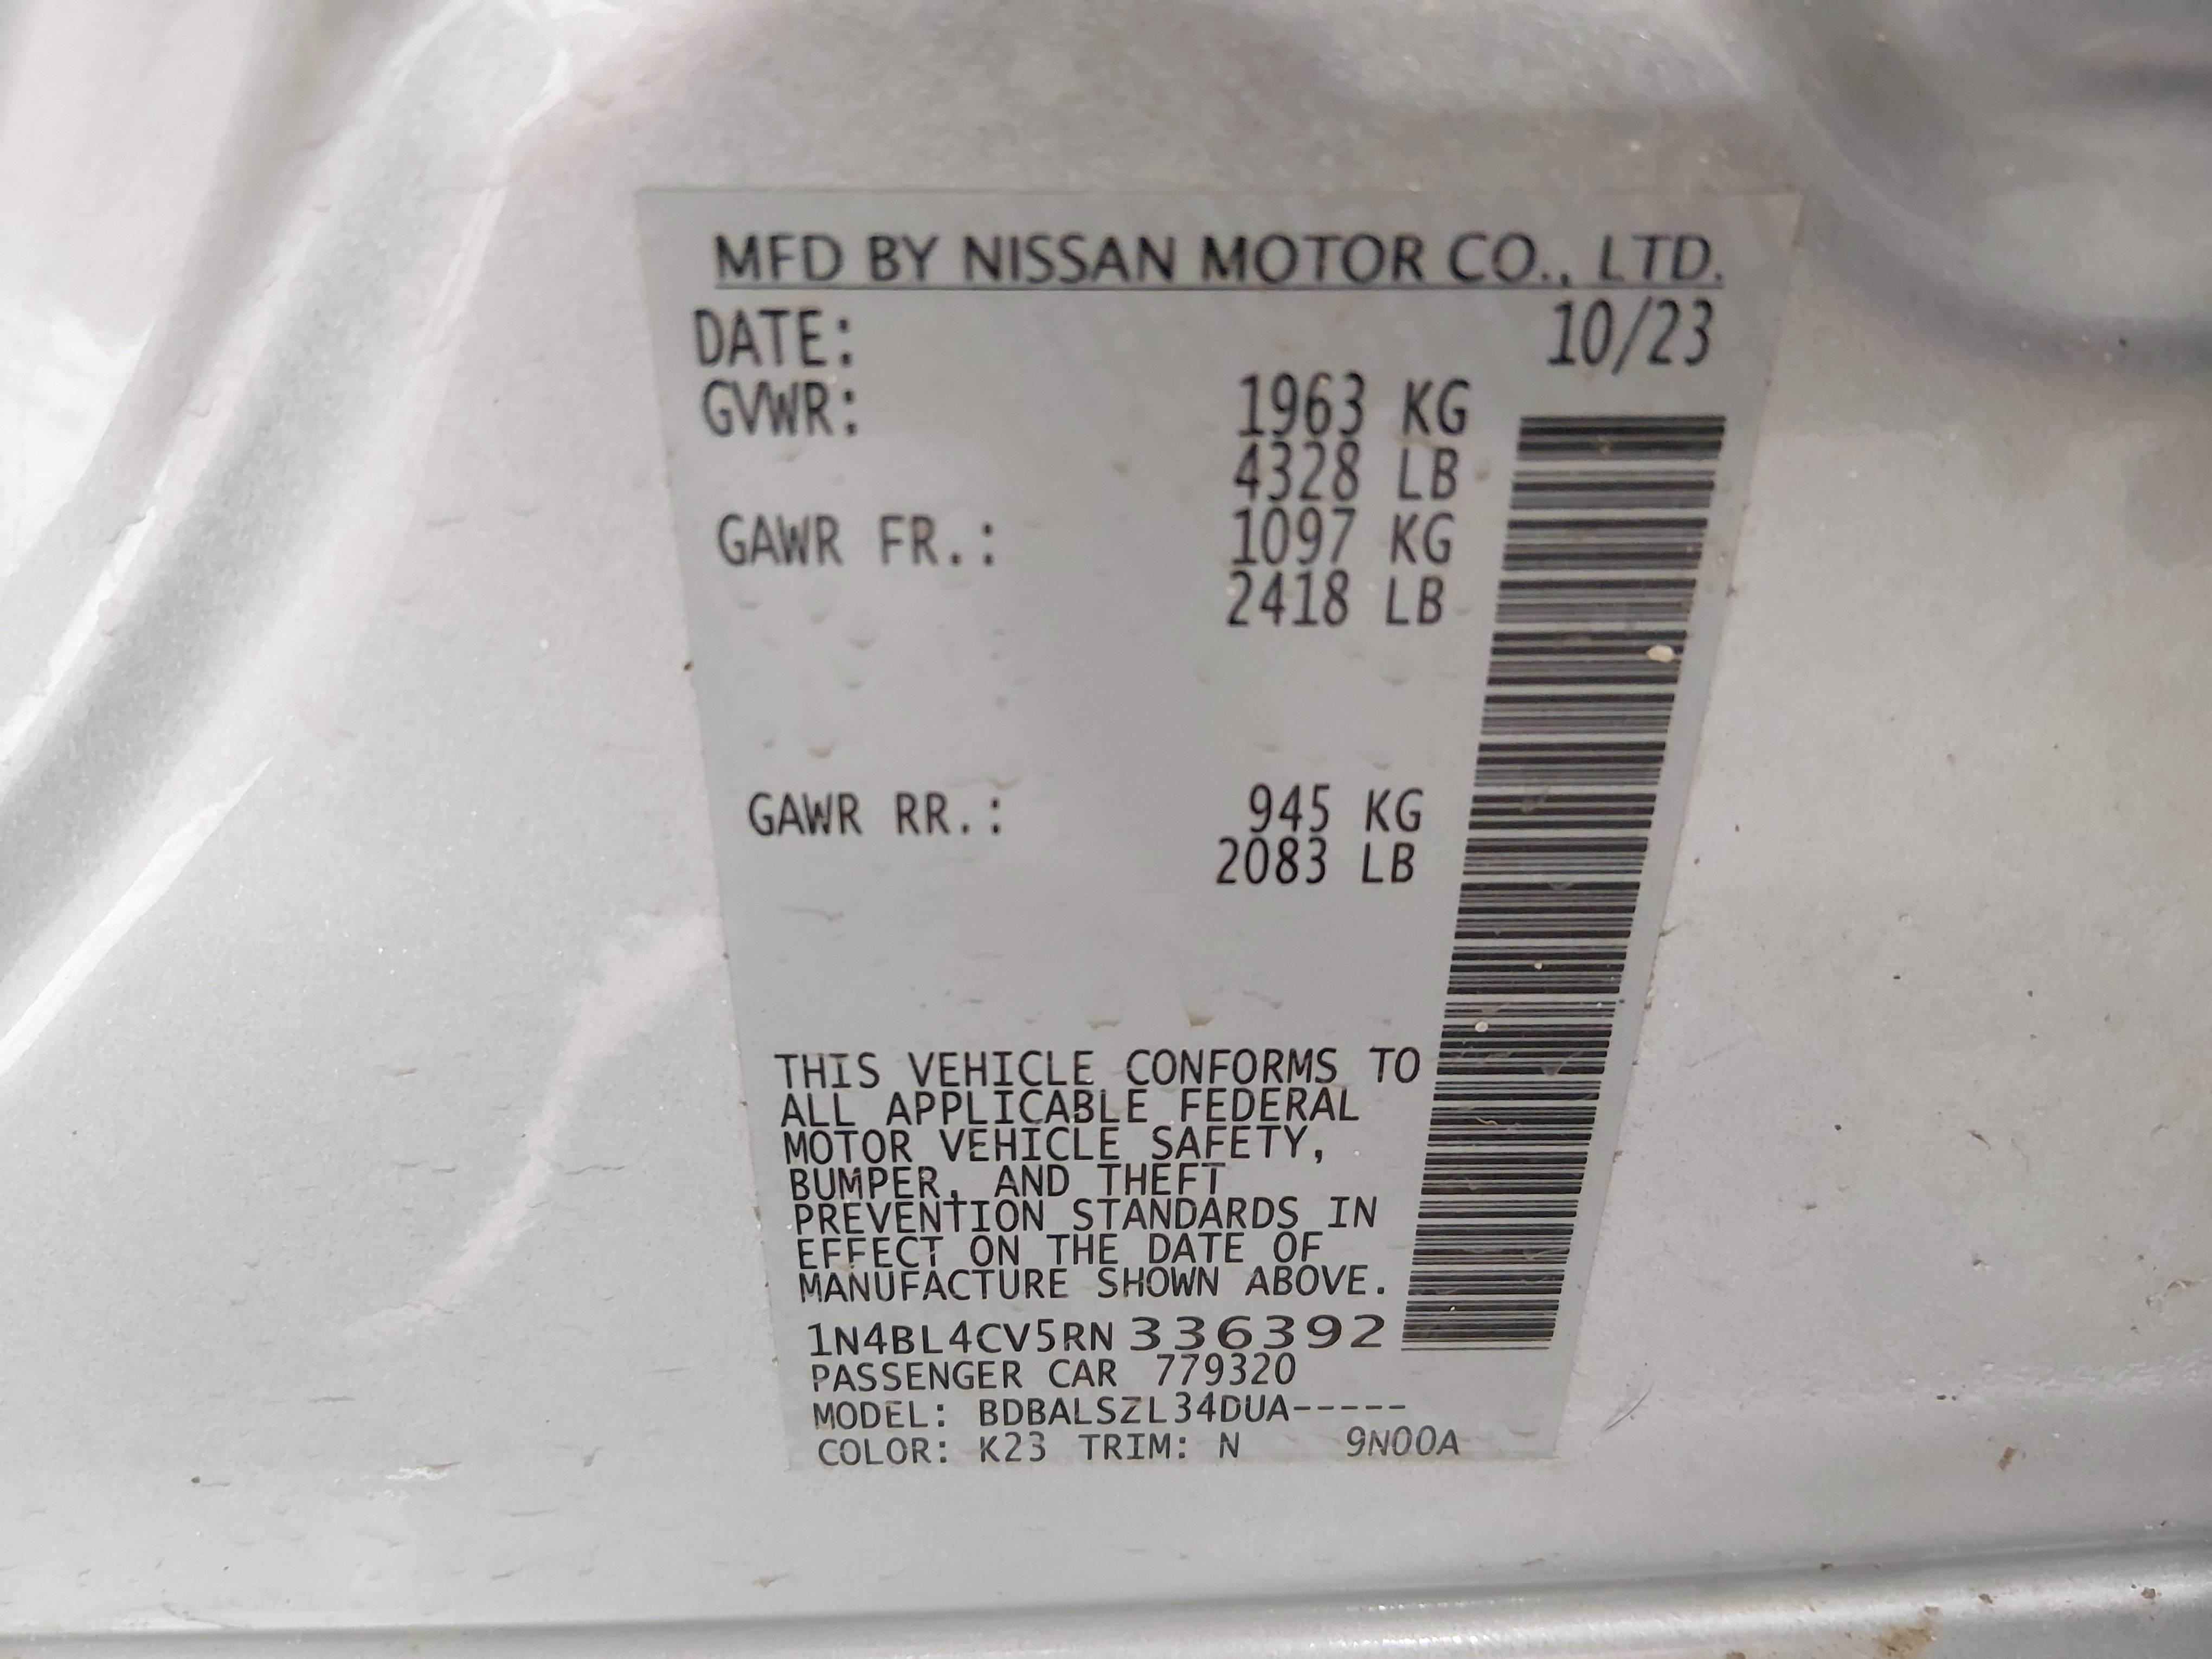 MFD BY NISSAN MOTOR CO., LTD.
DATE: 10/23
GVWR: 1963 KG
4328 LB
GAWR FR.: 1097 KG
2418 LB
GAWR RR.: 945 KG
2083 LB
THIS VEHICLE CONFORMS TO
ALL APPLICABLE FEDERAL
MOTOR VEHICLE SAFETY,
BUMPER, AND THEFT
PREVENTION STANDARDS IN
EFFECT ON THE DATE OF
MANUFACTURE SHOWN ABOVE.
1N4BL4CV5RN336392
PASSENGER CAR 779320
MODEL: BDBALSZL34DUA-----
COLOR: K23 TRIM: N 9N00A